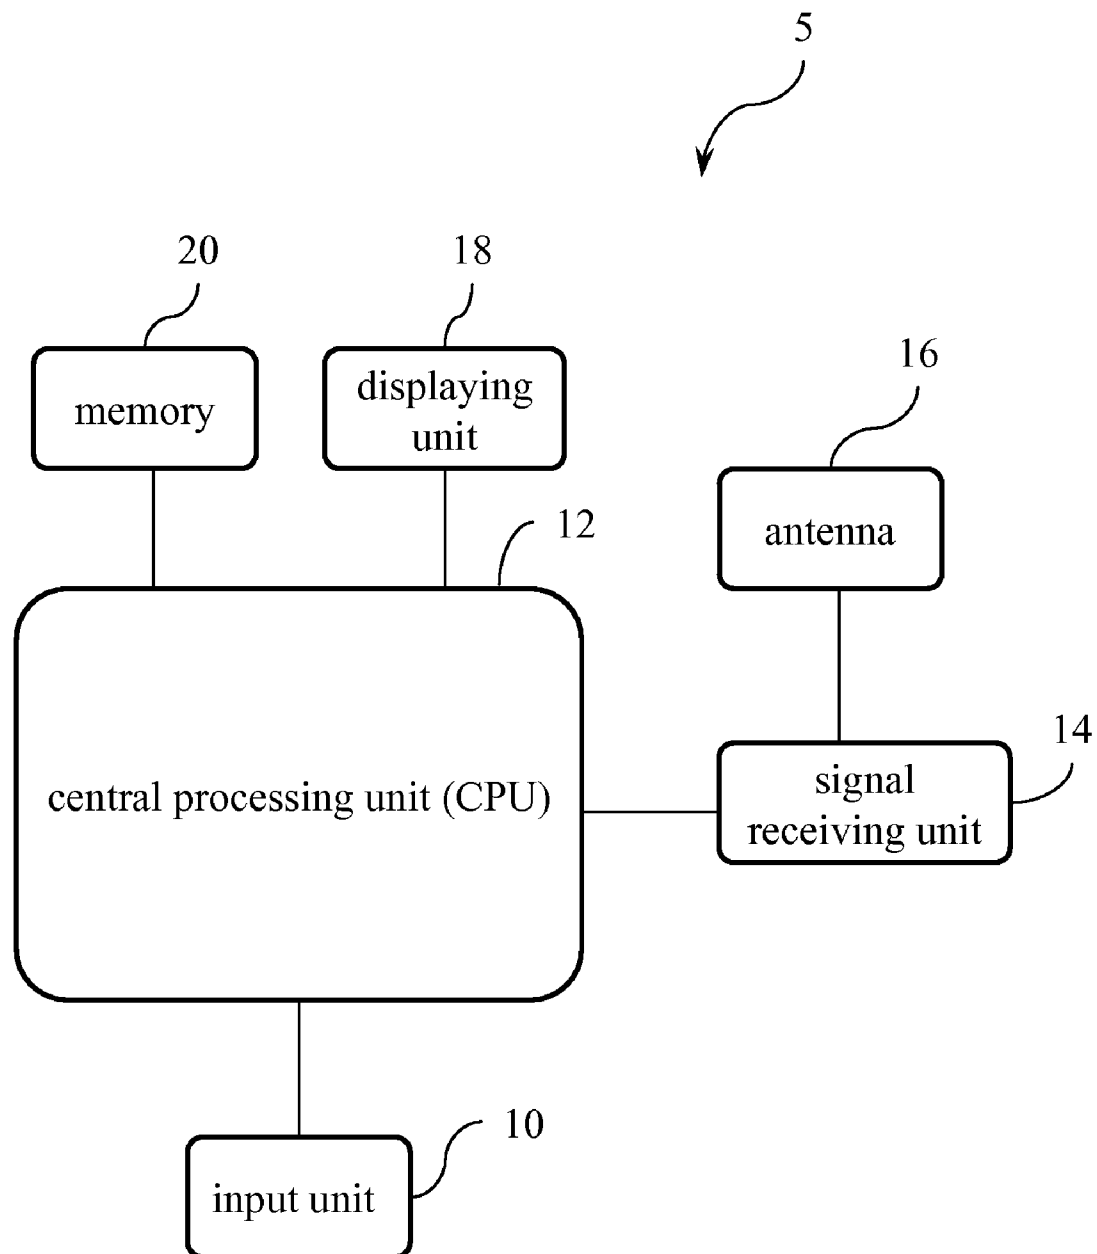 5
20
18
16
memory
displaying
unit
antenna
12
14
central processing unit (CPU)
signal
receiving unit
10
input unit